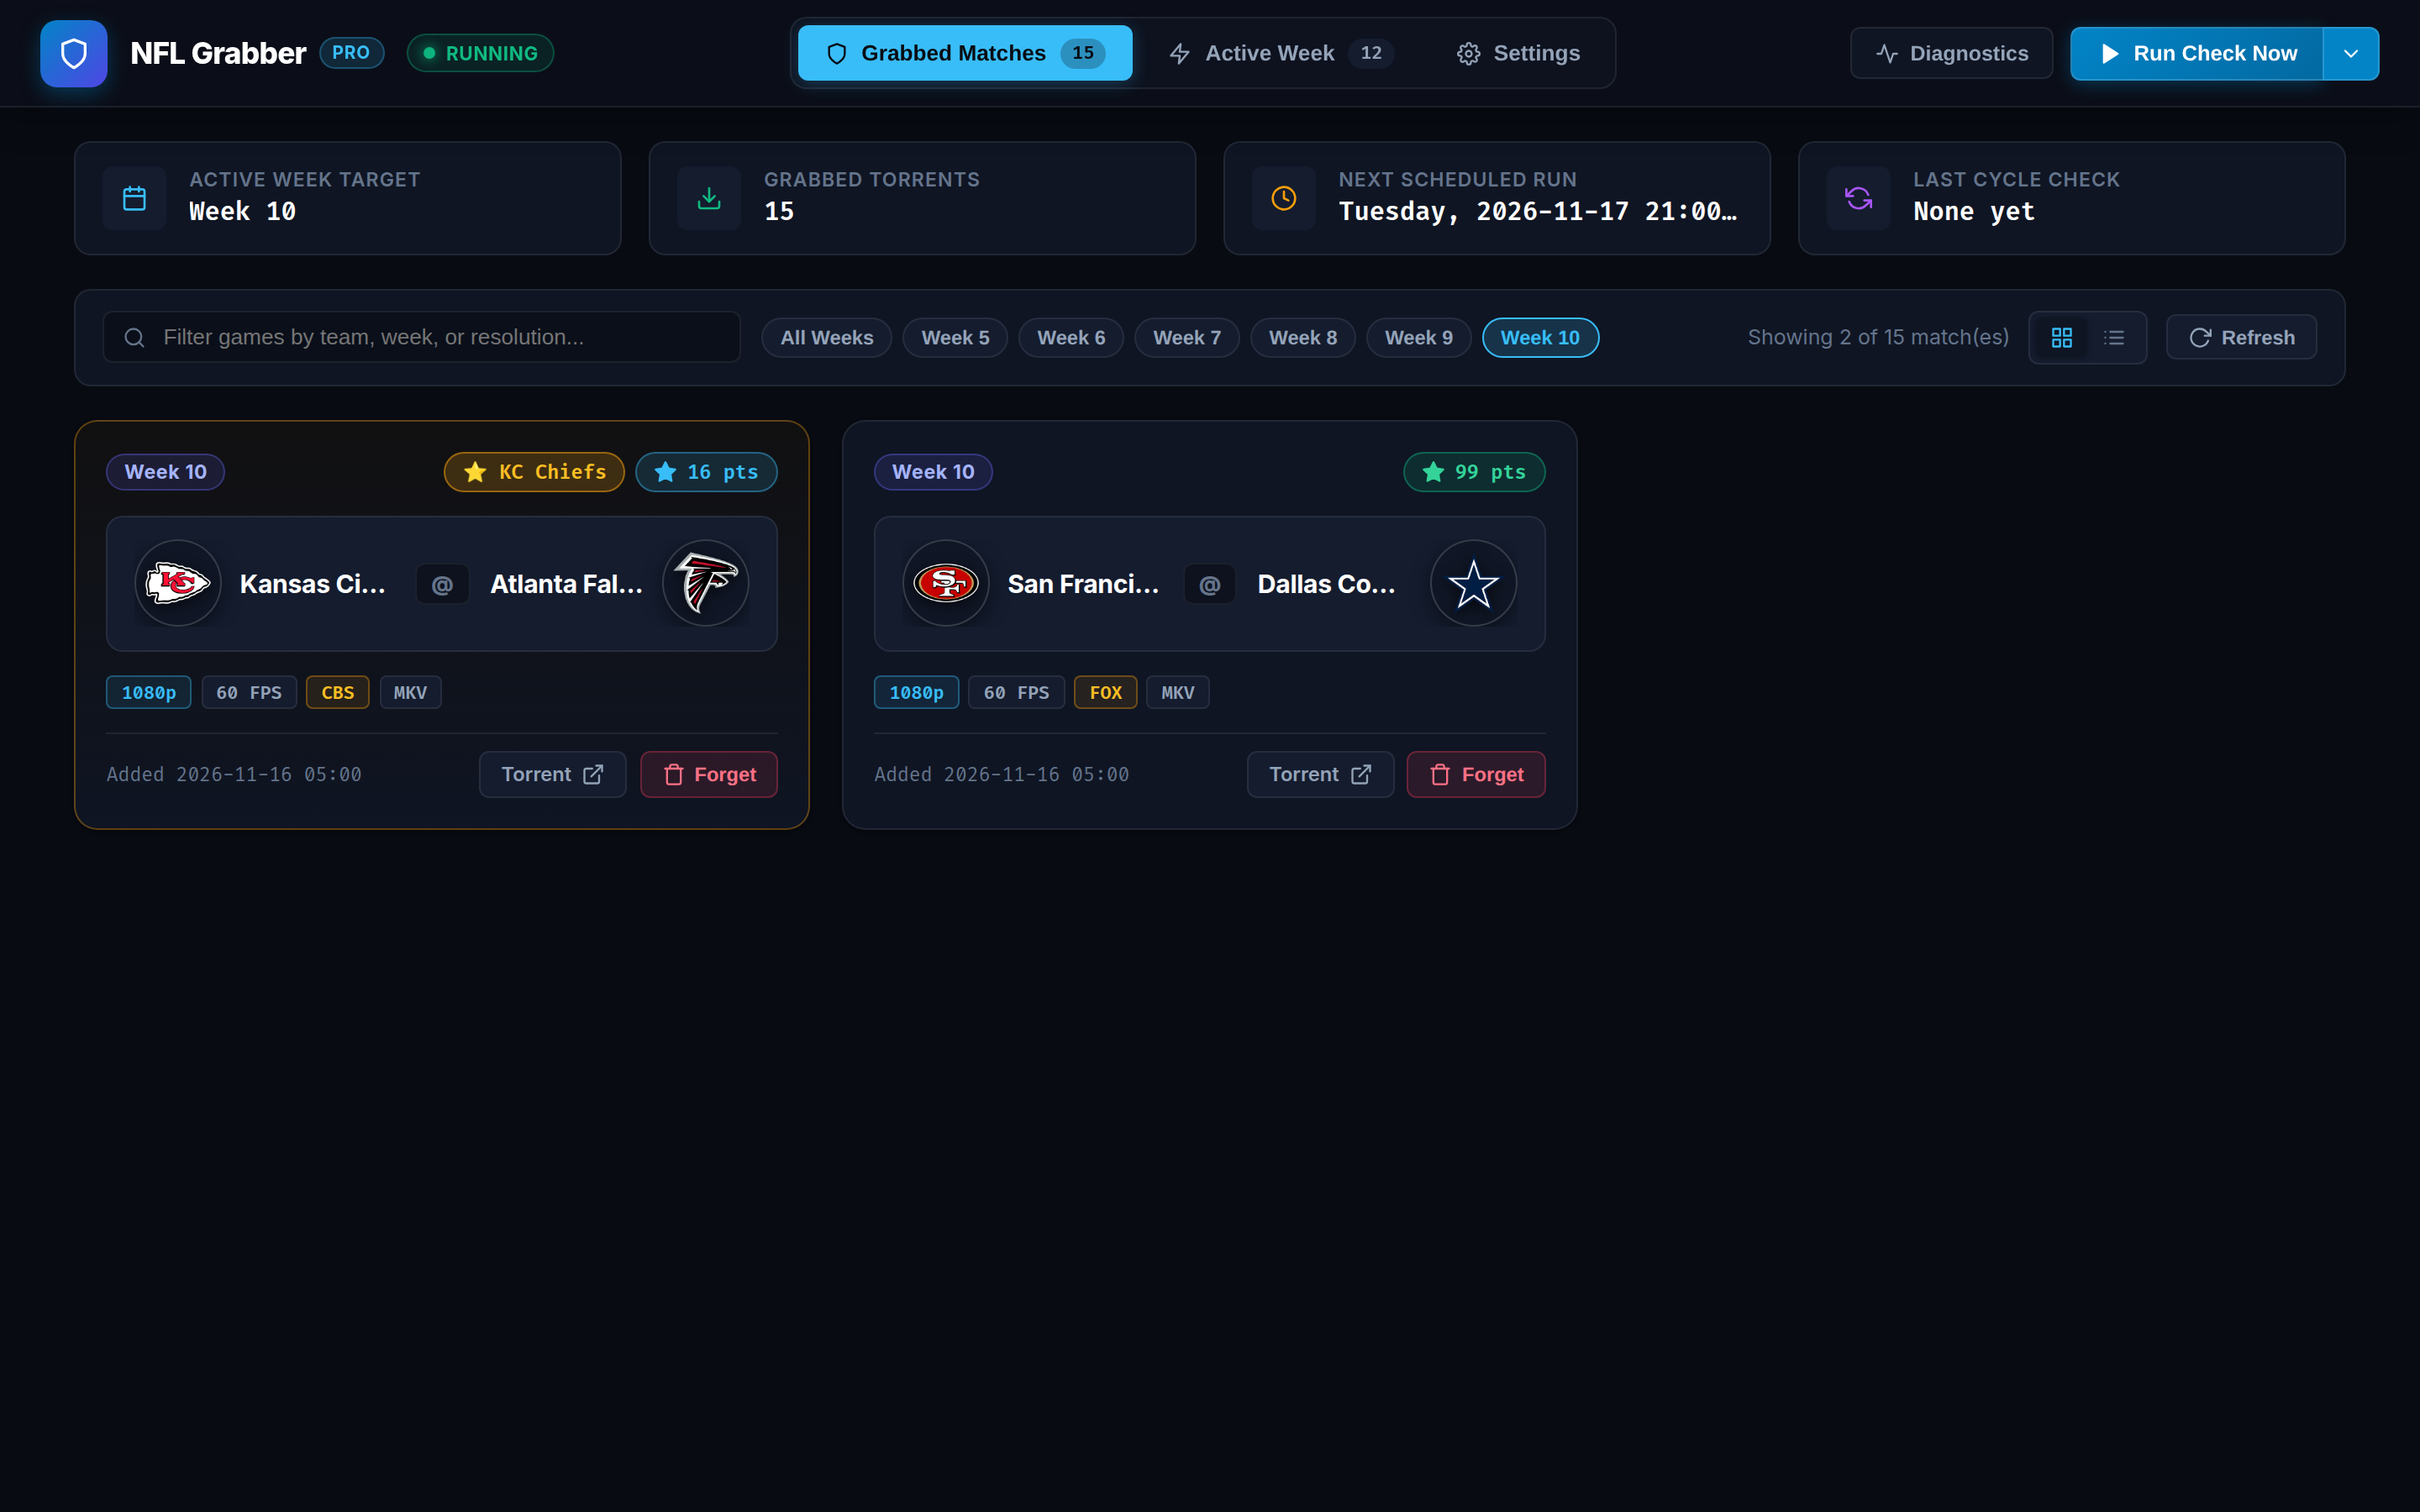 NFL Grabber PRO RUNNING Grabbed Matches 15 Active Week 12 Settings Diagnostics Run Check Now
ACTIVE WEEK TARGET
Week 10
GRABBED TORRENTS
15
NEXT SCHEDULED RUN
Tuesday, 2026-11-17 21:00…
LAST CYCLE CHECK
None yet
Filter games by team, week, or resolution... All Weeks Week 5 Week 6 Week 7 Week 8 Week 9 Week 10 Showing 2 of 15 match(es) Refresh
Week 10 KC Chiefs 16 pts
KC Kansas Ci… @ Atlanta Fal…
1080p 60 FPS CBS MKV
Added 2026-11-16 05:00 Torrent Forget
Week 10 99 pts
SF San Franci… @ Dallas Co…
1080p 60 FPS FOX MKV
Added 2026-11-16 05:00 Torrent Forget